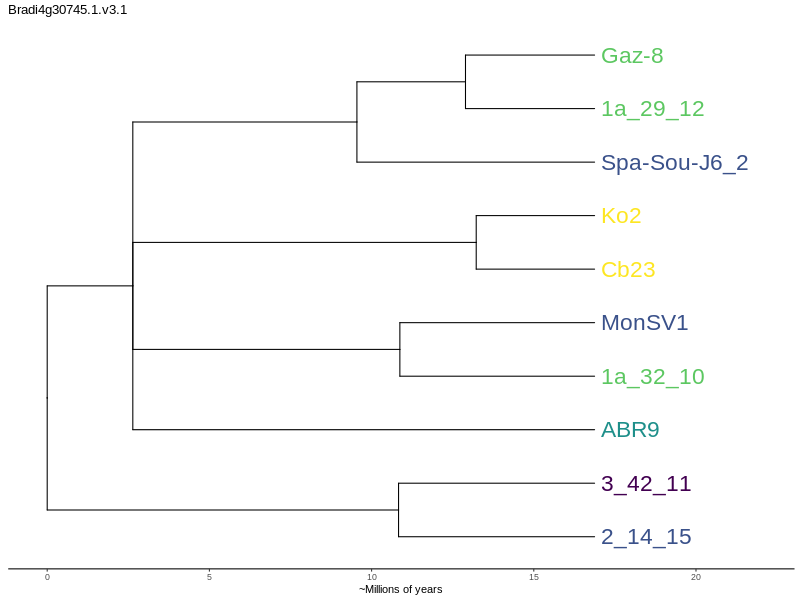 Bradi4g30745.1.v3.1
Gaz-8
1a_29_12
Spa-Sou-J6_2
Ko2
Cb23
MonSV1
1a_32_10
ABR9
3_42_11
2_14_15
0 5 10 15 20
~Millions of years